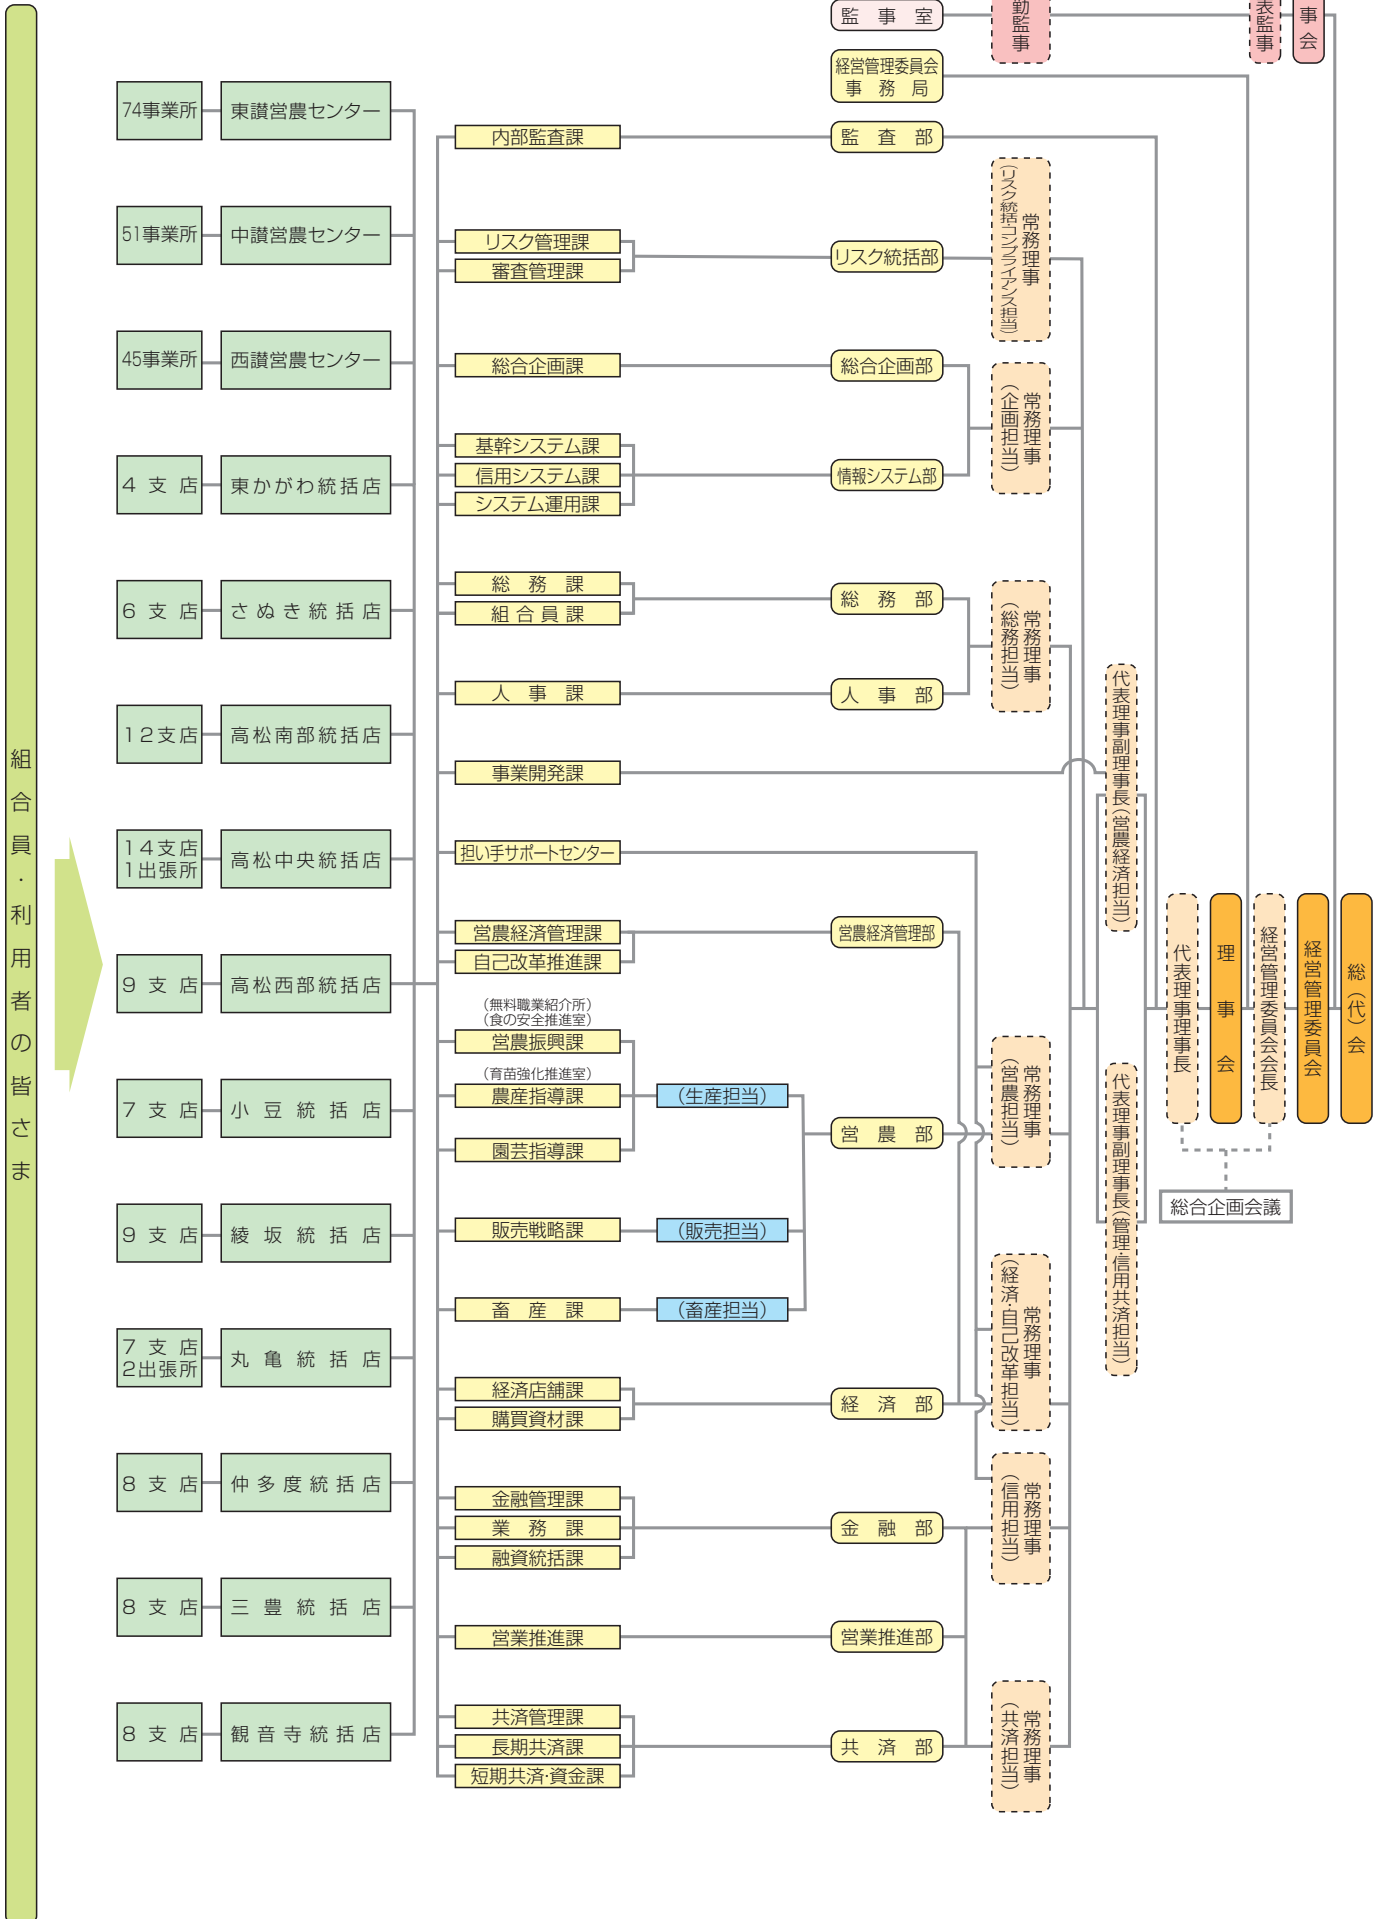 組合員・利用者の皆さま
74事業所
東讃営農センター
51事業所
中讃営農センター
45事業所
西讃営農センター
4支店
東かがわ統括店
6支店
さぬき統括店
12支店
高松南部統括店
14支店
1出張所
高松中央統括店
9支店
高松西部統括店
7支店
小豆統括店
9支店
綾坂統括店
7支店
2出張所
丸亀統括店
8支店
仲多度統括店
8支店
三豊統括店
8支店
観音寺統括店
内部監査課
リスク管理課
審査管理課
総合企画課
基幹システム課
信用システム課
システム運用課
総務課
組合員課
人事課
事業開発課
担い手サポートセンター
営農経済管理課
自己改革推進課
(無料職業紹介所)
(食の安全推進室)
営農振興課
(育苗強化推進室)
農産指導課
園芸指導課
販売戦略課
畜産課
経済店舗課
購買資材課
金融管理課
業務課
融資統括課
営業推進課
共済管理課
長期共済課
短期共済・資金課
(生産担当)
(販売担当)
(畜産担当)
監事室
経営管理委員会
事務局
監査部
リスク統括部
総合企画部
情報システム部
総務部
人事部
営農経済管理部
営農部
経済部
金融部
営業推進部
共済部
勤監事
常務理事
(リスク統括・コンプライアンス担当)
常務理事
(企画担当)
常務理事
(総務担当)
常務理事
(営農担当)
常務理事
(経済・自己改革担当)
常務理事
(信用担当)
常務理事
(共済担当)
代表理事副理事長(営農経済担当)
代表理事副理事長(管理・信用共済担当)
代表理事理事長
理事会
経営管理委員会会長
経営管理委員会
総(代)会
表監事
事会
総合企画会議